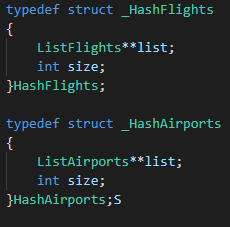 typedef struct _HashFlights
{
    ListFlights**list;
    int size;
}HashFlights;

typedef struct _HashAirports
{
    ListAirports**list;
    int size;
}HashAirports;S